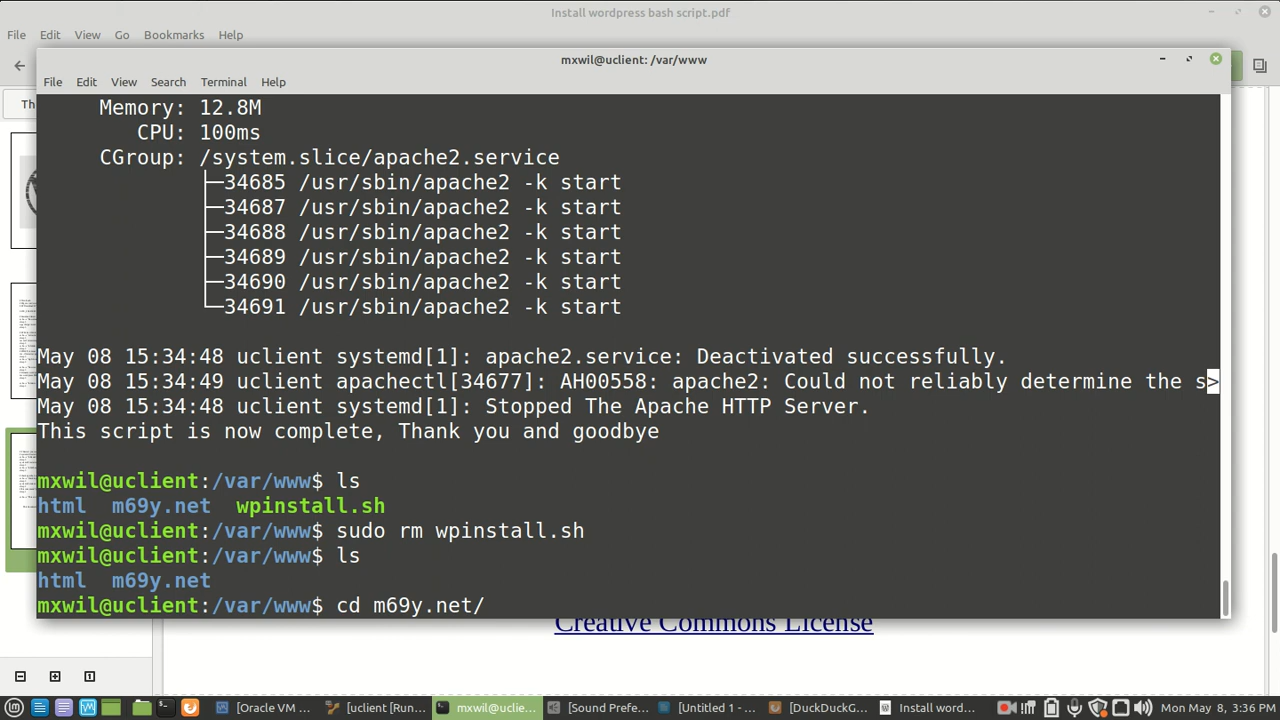 Install wordpress bash script.pdf
File Edit View Go Bookmarks Help
mxwil@uclient: /var/www
File Edit View Search Terminal Help
Th
Memory: 12.8M
CPU: 100ms
CGroup: /system.slice/apache2.service
├─34685 /usr/sbin/apache2 -k start
├─34687 /usr/sbin/apache2 -k start
├─34688 /usr/sbin/apache2 -k start
├─34689 /usr/sbin/apache2 -k start
├─34690 /usr/sbin/apache2 -k start
└─34691 /usr/sbin/apache2 -k start
May 08 15:34:48 uclient systemd[1]: apache2.service: Deactivated successfully.
May 08 15:34:49 uclient apachectl[34677]: AH00558: apache2: Could not reliably determine the s>
May 08 15:34:48 uclient systemd[1]: Stopped The Apache HTTP Server.
This script is now complete, Thank you and goodbye
mxwil@uclient:/var/www$ ls
html m69y.net wpinstall.sh
mxwil@uclient:/var/www$ sudo rm wpinstall.sh
mxwil@uclient:/var/www$ ls
html m69y.net
mxwil@uclient:/var/www$ cd m69y.net/
Creative Commons License
[Oracle VM ... [uclient [Run... mxwil@uclie... [Sound Prefe... [Untitled 1 - ... [DuckDuckG... Install word... Mon May 8, 3:36 PM